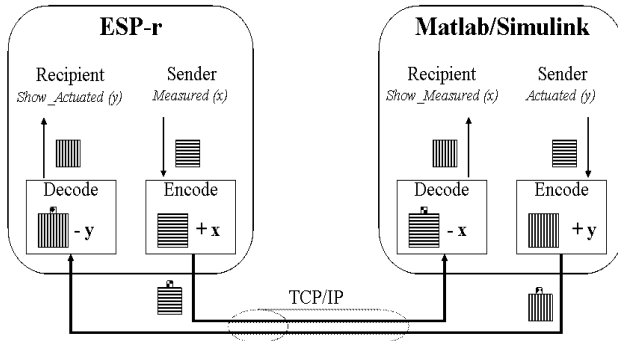 ESP-r
Matlab/Simulink
Recipient
Show_Actuated (y)
Sender
Measured (x)
Recipient
Show_Measured (x)
Sender
Actuated (y)
Decode
- y
Encode
+ x
Decode
- x
Encode
+ y
TCP/IP